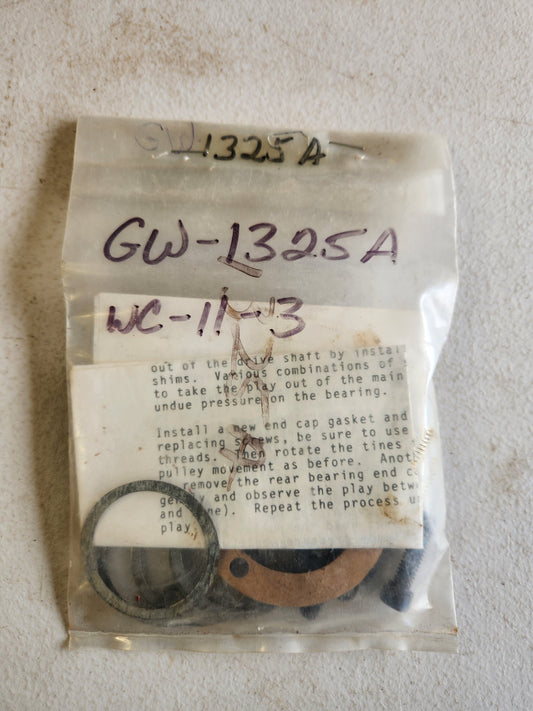 GW1325A
GW-1325A
WC-11-3
out of the drive shaft by instal
shims. Various combinations of
to take the play out of the main
undue pressure on the bearing.
Install a new end cap gasket and
replacing screws, be sure to use
threads. Then rotate the tines
pulley movement as before.
remove the rear bearing end
and observe the play betw
and Repeat the process
play